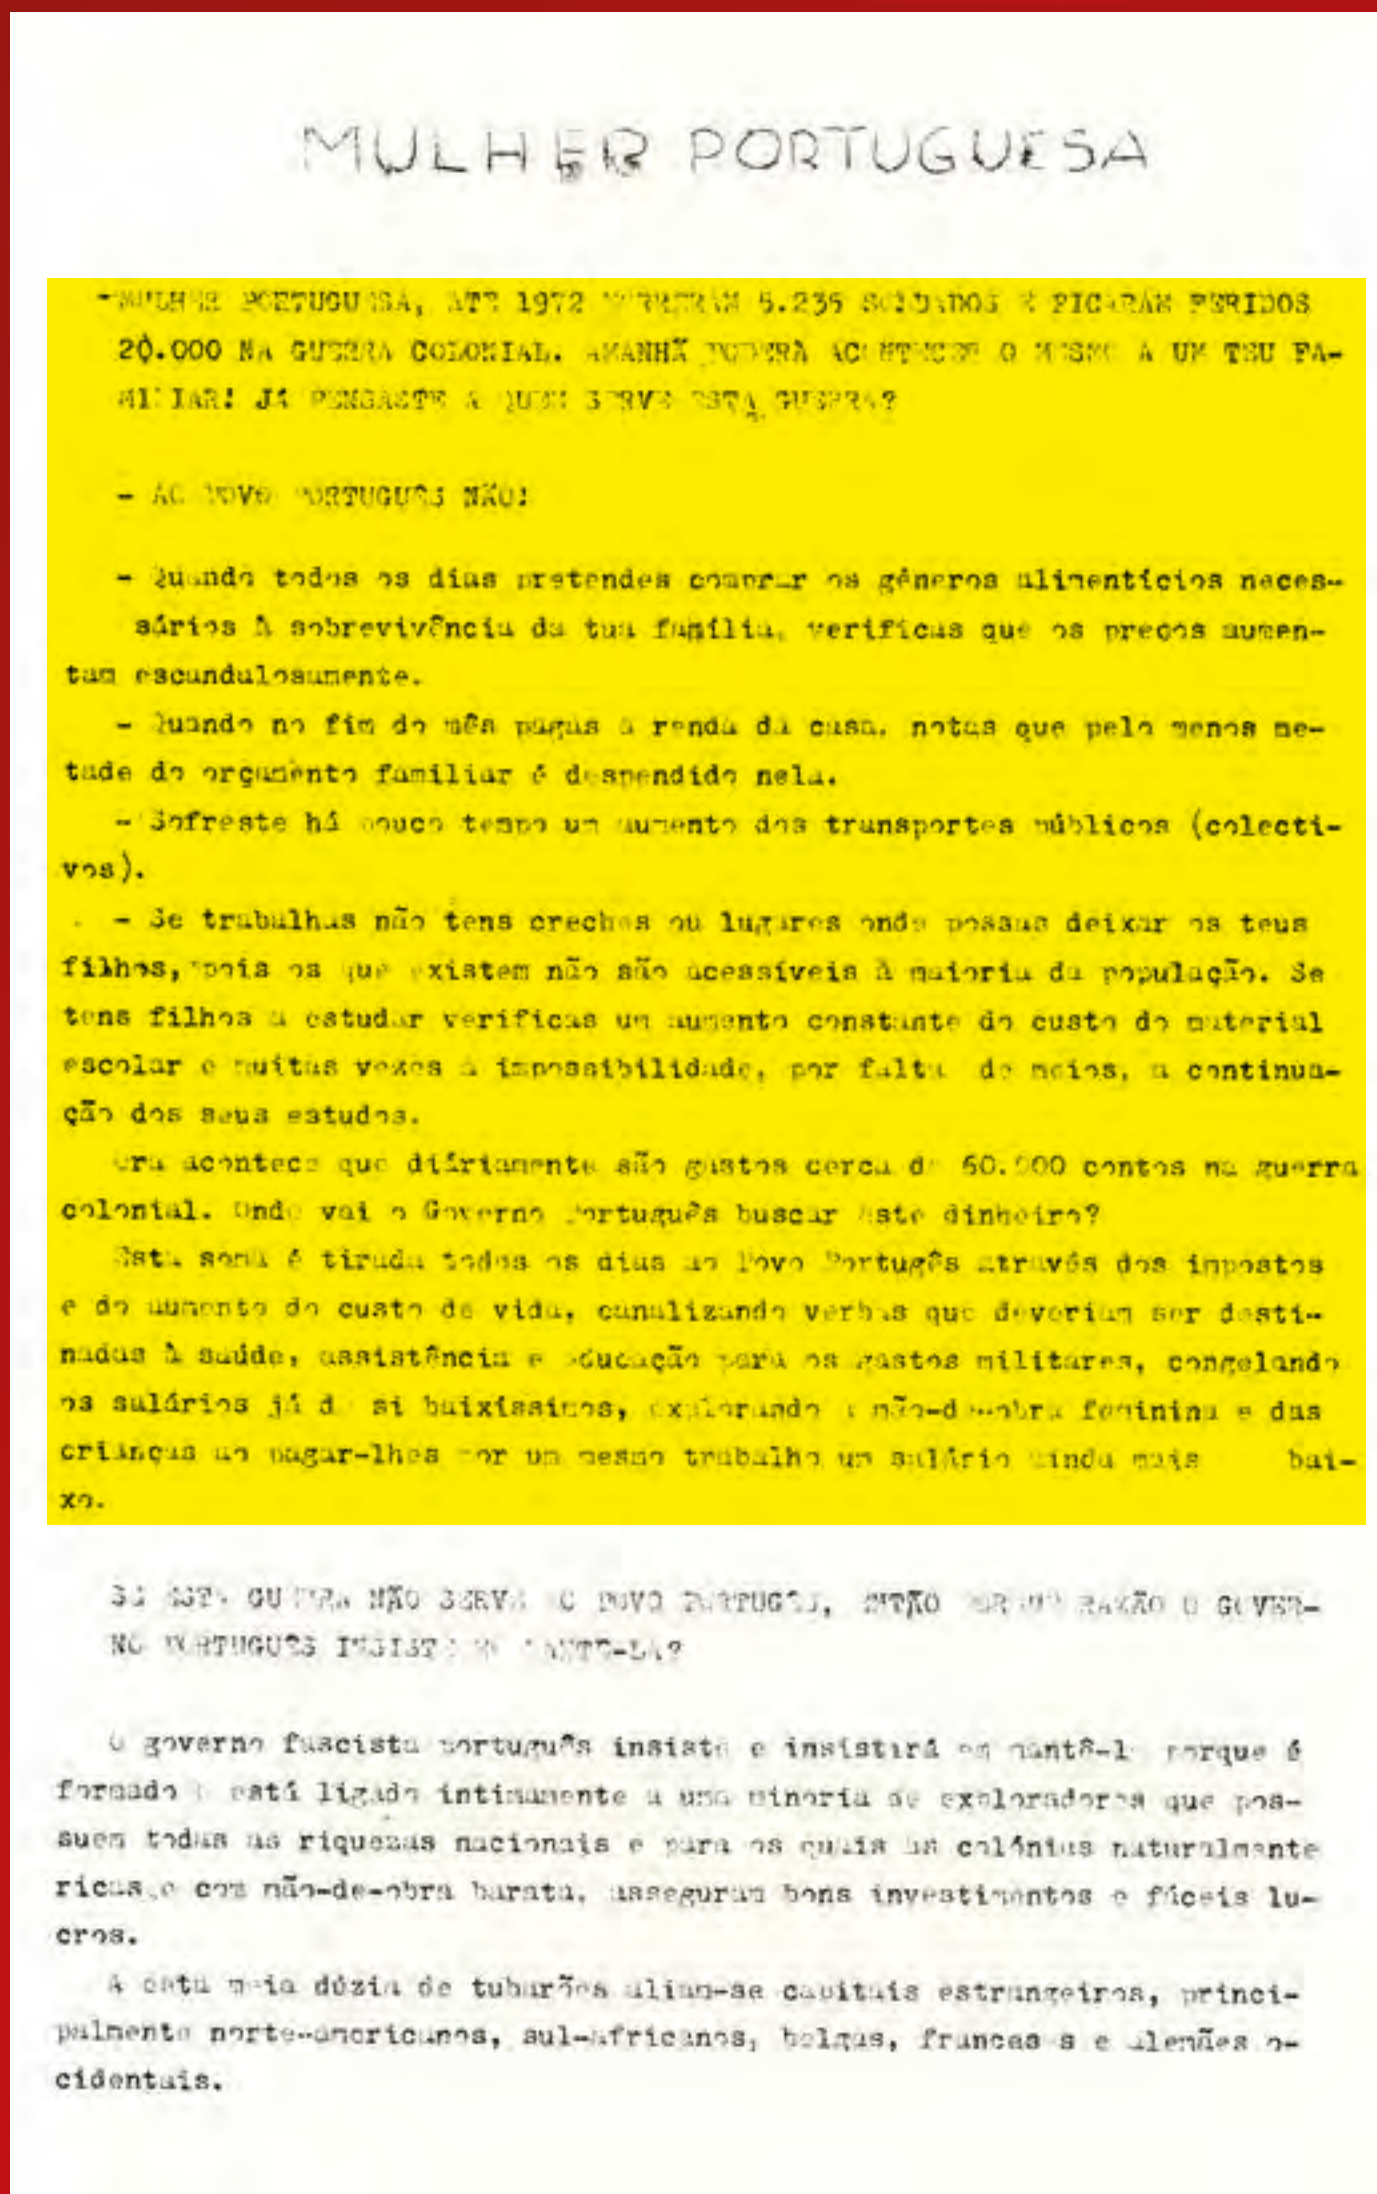 MULHER PORTUGUESA
-MULHER PORTUGUESA, ATÉ 1972 MORRERAM 5.235 SOLDADOS E FICARAM FERIDOS
20.000 NA GUERRA COLONIAL. AMANHÃ PODERÁ ACONTECER O MESMO A UM TEU FA-
MILIAR! JÁ PENSASTE A QUEM SERVE ESTA GUERRA?
- AO POVO PORTUGUÊS NÃO!
- Quando todos os dias pretendes comprar os géneros alimentícios neces-
sários à sobrevivência da tua família, verificas que os preços aumen-
tam escandalosamente.
- Quando no fim do mês pagas a renda da casa, notas que pelo menos me-
tade do orçamento familiar é despendido nela.
- Sofreste há pouco tempo um aumento dos transportes públicos (colecti-
vos).
- Se trabalhas não tens creches ou lugares onde possas deixar os teus
filhos, pois os que existem não são acessíveis à maioria da população. Se
tens filhos a estudar verificas um aumento constante do custo do material
escolar e muitas vezes a impossibilidade, por falta de meios, a continua-
ção dos seus estudos.
Ora acontece que diáriamente são gastos cerca de 60.000 contos na guerra
colonial. Onde vai o Governo Português buscar este dinheiro?
Esta soma é tirada todos os dias ao Povo Portugês através dos impostos
e do aumento do custo de vida, canalizando verbas que deveriam ser desti-
nadas à saúde, assistência e educação para os gastos militares, congelando
os salários já de si baixíssimos, explorando a mão-de-obra feminina e das
crianças ao pagar-lhes por um mesmo trabalho um salário ainda mais bai-
xo.
SE ESTA GUERRA NÃO SERVE O POVO PORTUGUÊS, ENTÃO POR QUE RAZÃO O GOVER-
NO PORTUGUÊS INSISTE EM MANTÊ-LA?
O governo fascista português insiste e insistirá em mantê-la porque é
formado e está ligado intimamente a uma minoria de exploradores que pos-
suem todas as riquezas nacionais e para os quais as colónias naturalmente
ricas e com mão-de-obra barata, asseguram bons investimentos e fáceis lu-
cros.
A esta meia dúzia de tubarões aliam-se capitais estrangeiros, princi-
palmente norte-americanos, sul-africanos, belgas, franceses e alemães o-
cidentais.